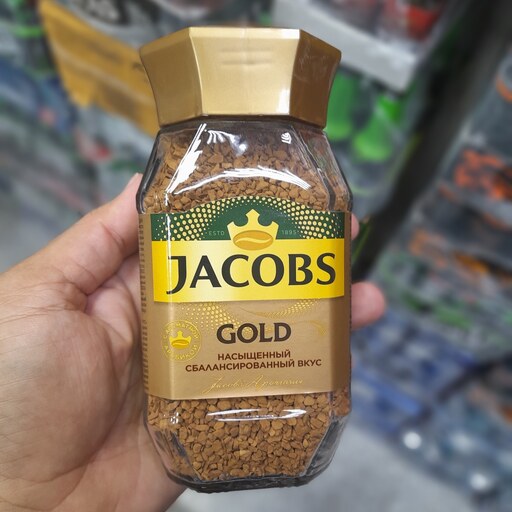 ESTD 1895
JACOBS
GOLD
НАСЫЩЕННЫЙ
СБАЛАНСИРОВАННЫЙ ВКУС